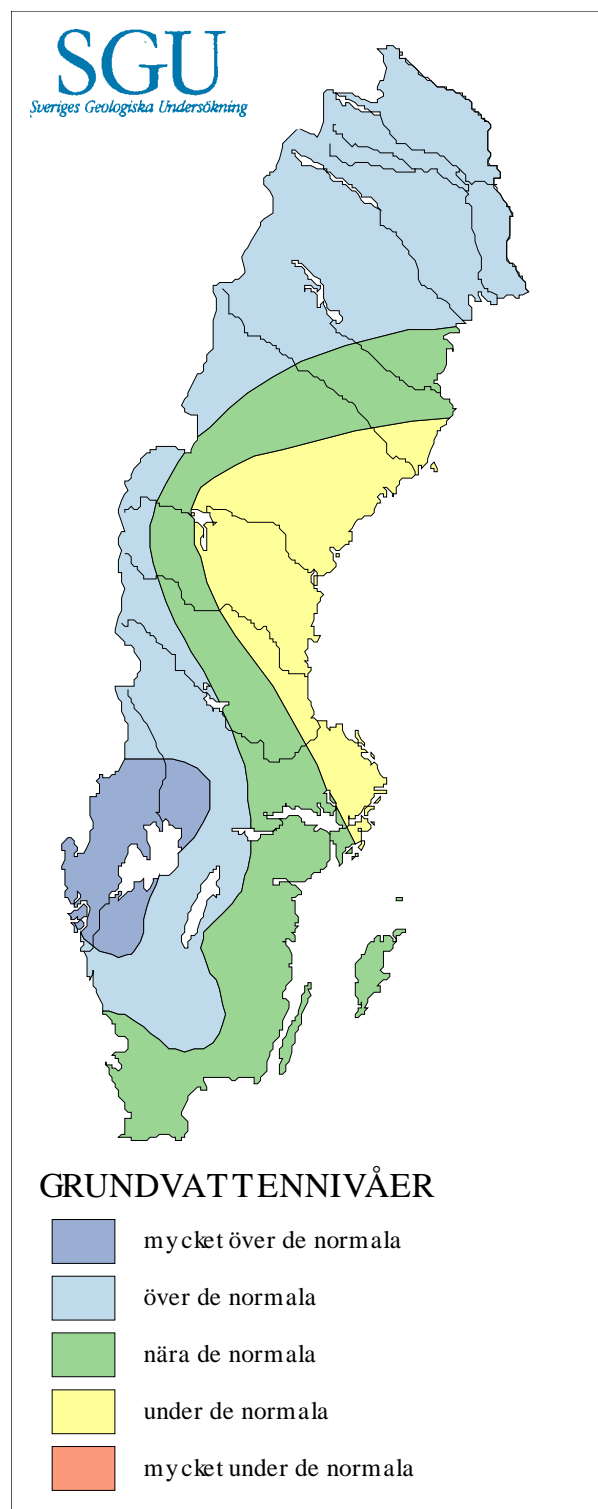 SGU
Sveriges Geologiska Undersökning
GRUNDVATTENNIVÅER
mycket över de normala
över de normala
nära de normala
under de normala
mycket under de normala